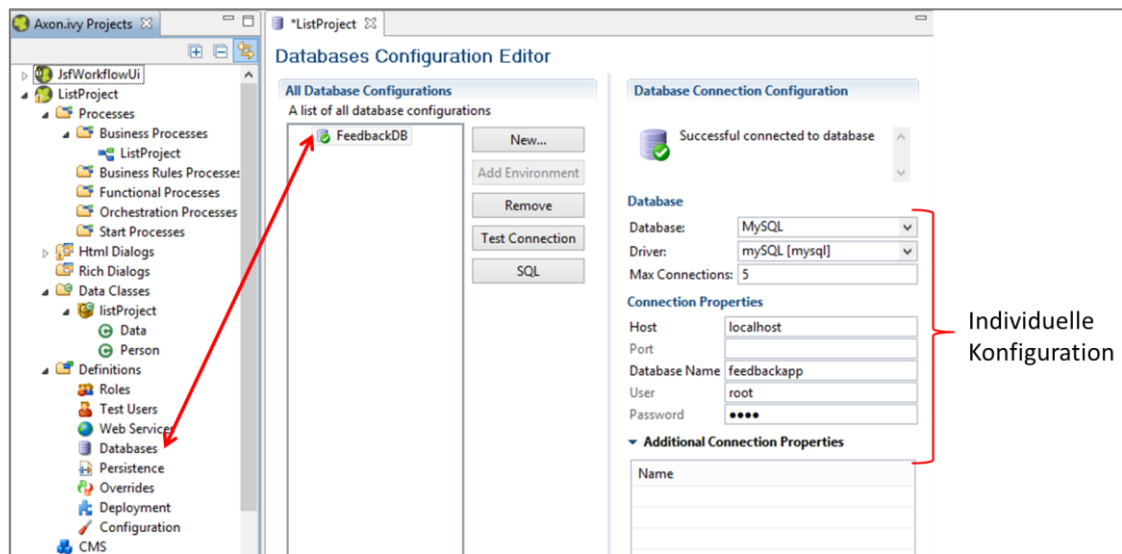 Axon.ivy Projects
JsfWorkflowUi
ListProject
Processes
Business Processes
ListProject
Business Rules Processes
Functional Processes
Orchestration Processes
Start Processes
Html Dialogs
Rich Dialogs
Data Classes
listProject
Data
Person
Definitions
Roles
Test Users
Web Services
Databases
Persistence
Overrides
Deployment
Configuration
CMS
*ListProject
Databases Configuration Editor
All Database Configurations
A list of all database configurations
FeedbackDB
New...
Add Environment
Remove
Test Connection
SQL
Database Connection Configuration
Successful connected to database
Database
Database: MySQL
Driver: mySQL [mysql]
Max Connections: 5
Connection Properties
Host localhost
Port
Database Name feedbackapp
User root
Password ●●●●
Additional Connection Properties
Name
Individuelle
Konfiguration